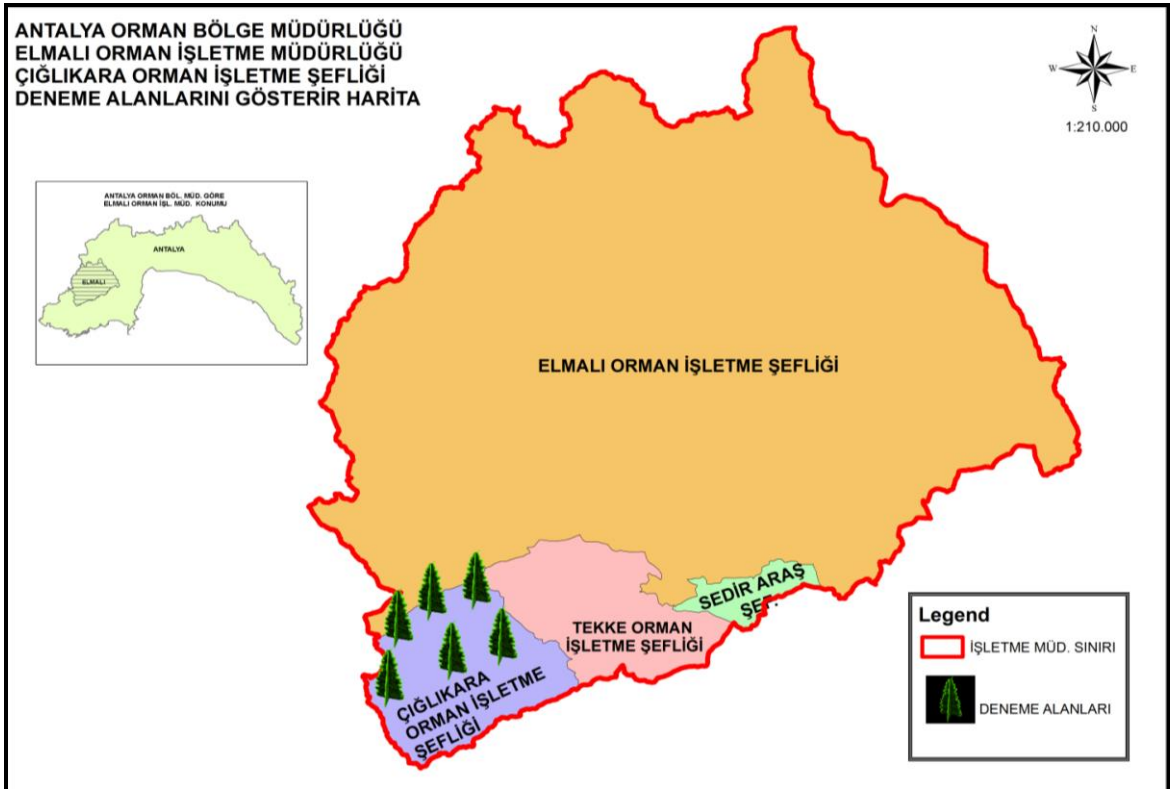 ANTALYA ORMAN BÖLGE MÜDÜRLÜĞÜ
ELMALI ORMAN İŞLETME MÜDÜRLÜĞÜ
ÇIĞLIKARA ORMAN İŞLETME ŞEFLİĞİ
DENEME ALANLARINI GÖSTERİR HARİTA
N
W
E
S
1:210.000
ANTALYA ORMAN BÖL. MÜD. GÖRE
ELMALI ORMAN İŞL. MÜD. KONUMU
ANTALYA
ELMALI
ELMALI ORMAN İŞLETME ŞEFLİĞİ
SEDİR ARAŞ
ŞEF.
TEKKE ORMAN
İŞLETME ŞEFLİĞİ
ÇIĞLIKARA
ORMAN İŞLETME
ŞEFLİĞİ
Legend
İŞLETME MÜD. SINIRI
DENEME ALANLARI